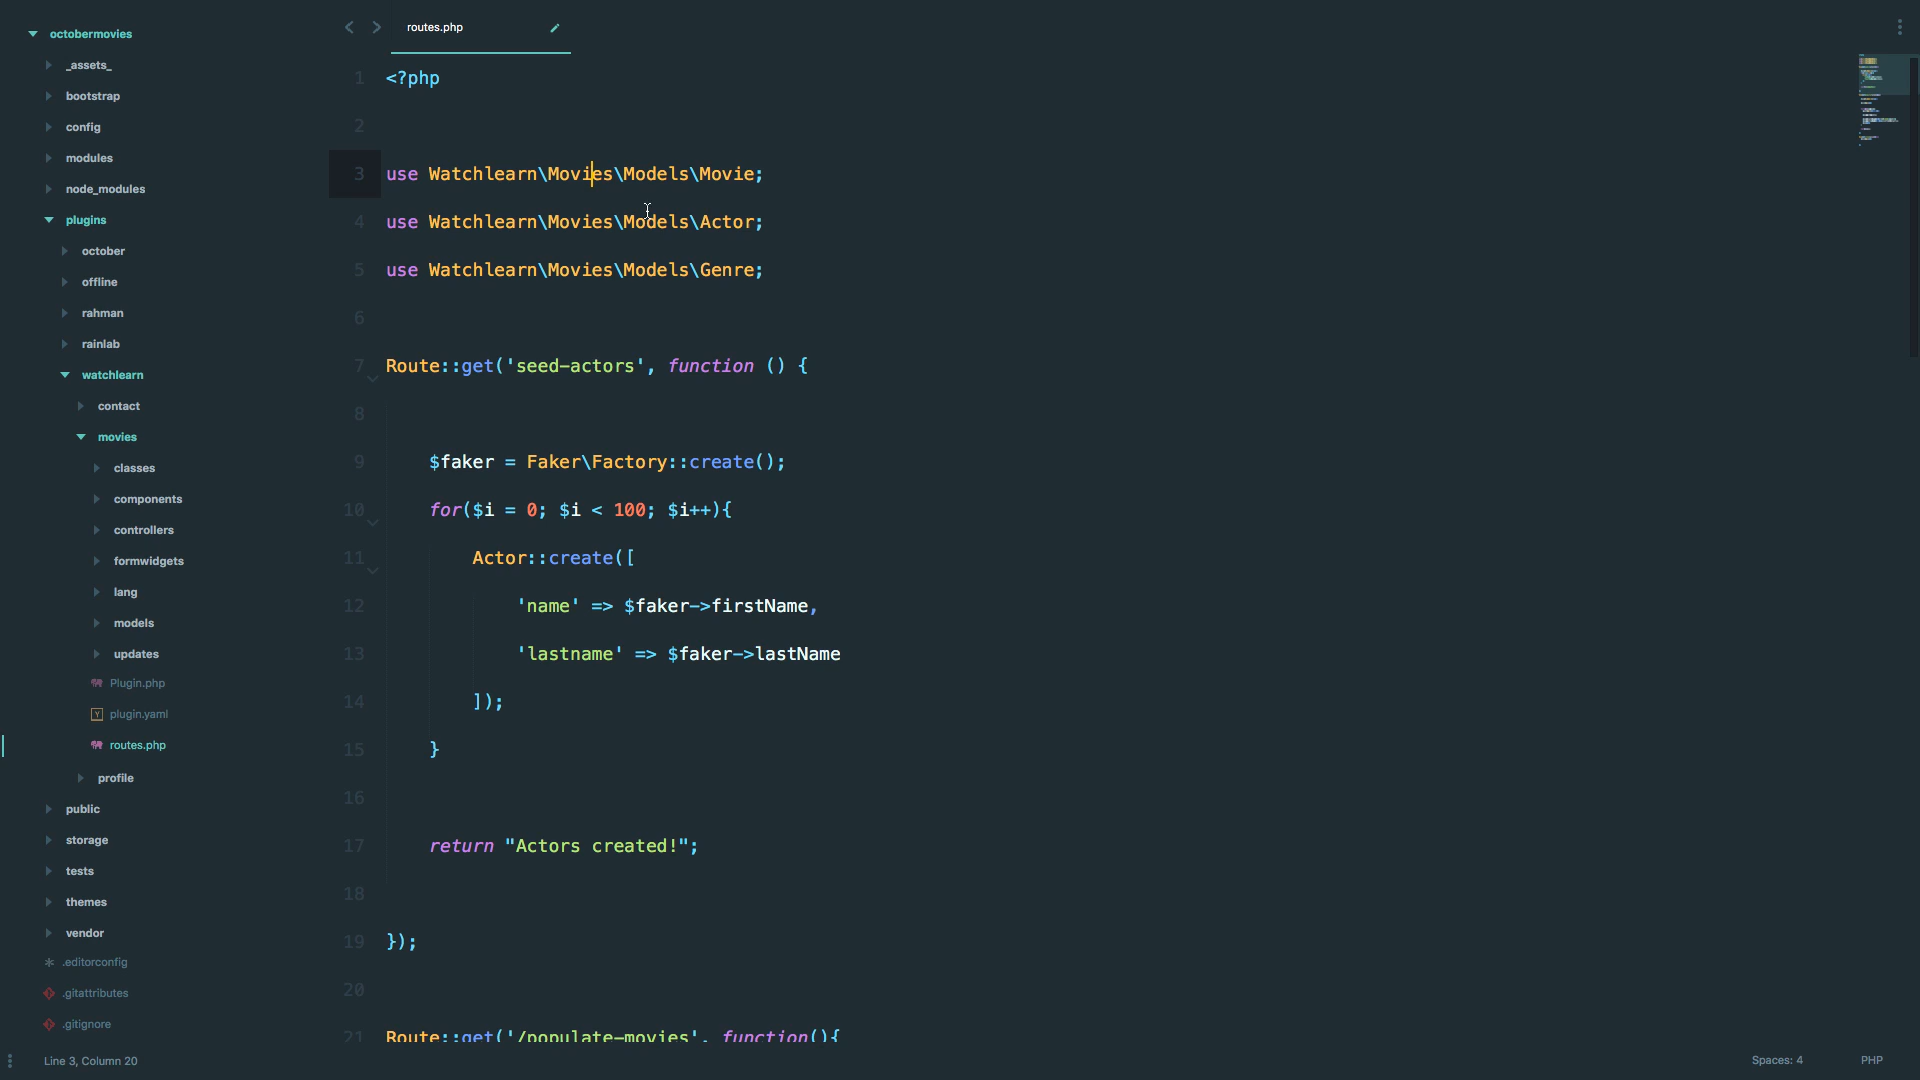 octobermovies
_assets_
bootstrap
config
modules
node_modules
plugins
october
offline
rahman
rainlab
watchlearn
contact
movies
classes
components
controllers
formwidgets
lang
models
updates
Plugin.php
plugin.yaml
routes.php
profile
public
storage
tests
themes
vendor
.editorconfig
.gitattributes
.gitignore
routes.php
1 <?php
2
3 use Watchlearn\Movies\Models\Movie;
4 use Watchlearn\Movies\Models\Actor;
5 use Watchlearn\Movies\Models\Genre;
6
7 Route::get('seed-actors', function () {
8
9 $faker = Faker\Factory::create();
10 for($i = 0; $i < 100; $i++){
11 Actor::create([
12 'name' => $faker->firstName,
13 'lastname' => $faker->lastName
14 ]);
15 }
16
17 return "Actors created!";
18
19 });
20
21 Route::get('/populate-movies', function(){
Line 3, Column 20
Spaces: 4
PHP